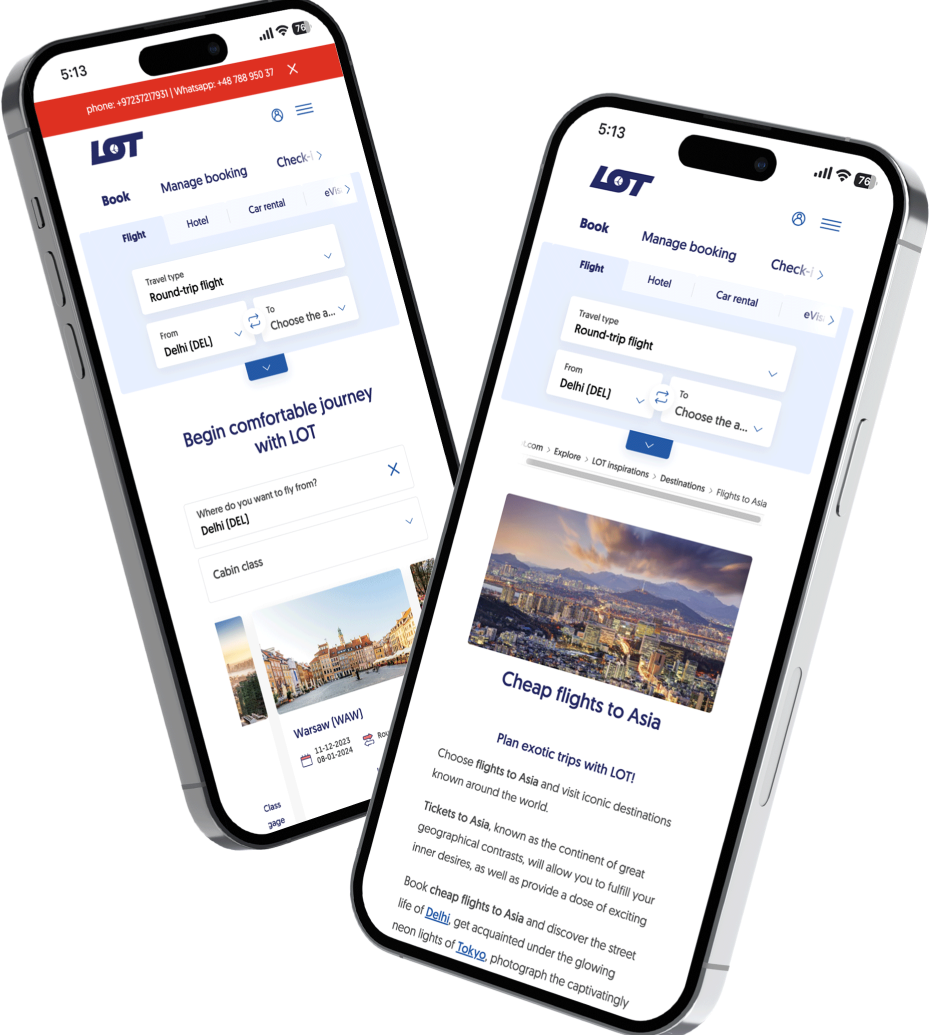 5:13
76
phone: +97237217931 | Whatsapp: +48 788 950 37
LOT
Book
Manage booking
Check-
Flight
Hotel
Car rental
eVis
Travel type
Round-trip flight
From
Delhi (DEL)
To
Choose the a...
Begin comfortable journey
with LOT
Where do you want to fly from?
Delhi (DEL)
Cabin class
Warsaw (WAW)
11-12-2023
08-01-2024
Class
5:13
76
LOT
Book
Manage booking
Check-
Flight
Hotel
Car rental
eVis
Travel type
Round-trip flight
From
Delhi (DEL)
To
Choose the a...
.com > Explore > LOT inspirations > Destinations > Flights to Asia
Cheap flights to Asia
Plan exotic trips with LOT!
Choose flights to Asia and visit iconic destinations
known around the world.
Tickets to Asia, known as the continent of great
geographical contrasts, will allow you to fulfill your
inner desires, as well as provide a dose of exciting
Book cheap flights to Asia and discover the street
life of Delhi, get acquainted under the glowing
neon lights of Tokyo, photograph the captivatingly